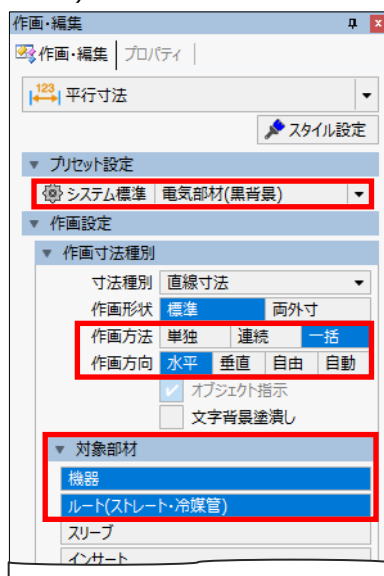 作画・編集
作画・編集 プロパティ
123 平行寸法
スタイル設定
プリセット設定
システム標準 電気部材(黒背景)
作画設定
作画寸法種別
寸法種別 直線寸法
作画形状 標準 両外寸
作画方法 単独 連続 一括
作画方向 水平 垂直 自由 自動
オブジェクト指示
文字背景塗潰し
対象部材
機器
ルート(ストレート・冷媒管)
スリーブ
インサート